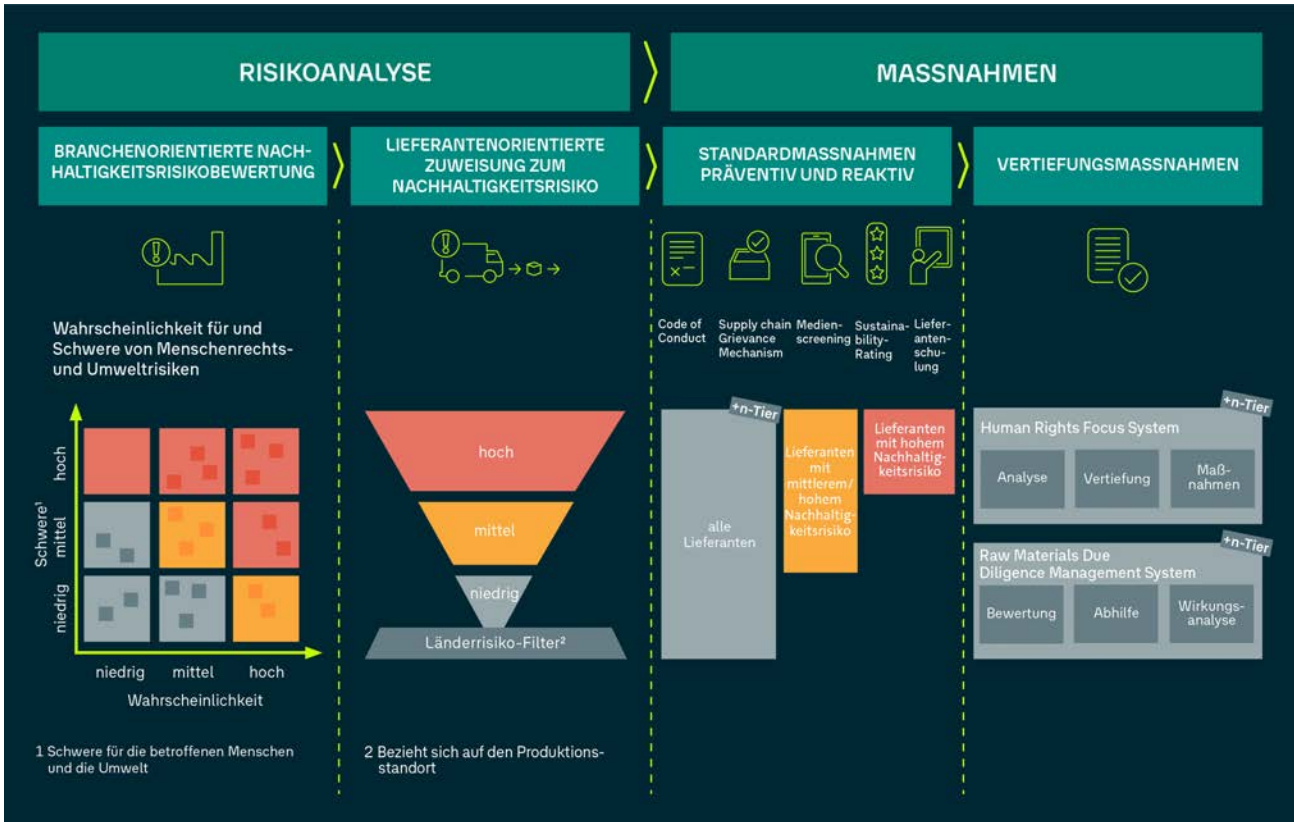 RISIKOANALYSE
MASSNAHMEN
BRANCHENORIENTIERTE NACH-
HALTIGKEITSRISIKOBEWERTUNG
LIEFERANTENORIENTIERTE
ZUWEISUNG ZUM
NACHHALTIGKEITSRISIKO
STANDARDMASSNAHMEN
PRÄVENTIV UND REAKTIV
VERTIEFUNGSMASSNAHMEN
Wahrscheinlichkeit für und
Schwere von Menschenrechts-
und Umweltrisiken
Schwere¹
hoch
mittel
niedrig
niedrig mittel hoch
Wahrscheinlichkeit
1 Schwere für die betroffenen Menschen
und die Umwelt
hoch
mittel
niedrig
Länderrisiko-Filter²
2 Bezieht sich auf den Produktions-
standort
Code of
Conduct
Supply chain
Grievance
Mechanism
Medien-
screening
Sustaina-
bility-
Rating
Liefer-
anten-
schu-
lung
+n-Tier
alle
Lieferanten
Lieferanten
mit
mittlerem/
hohem
Nachhaltig-
keitsrisiko
Lieferanten
mit hohem
Nachhaltig-
keitsrisiko
+n-Tier
Human Rights Focus System
Analyse
Vertiefung
Maß-
nahmen
+n-Tier
Raw Materials Due
Diligence Management System
Bewertung
Abhilfe
Wirkungs-
analyse